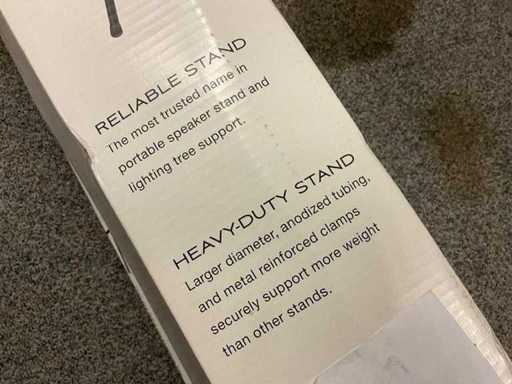 RELIABLE STAND
The most trusted name in
portable speaker stand and
lighting tree support.
HEAVY-DUTY STAND
Larger diameter, anodized tubing,
and metal reinforced clamps
securely support more weight
than other stands.